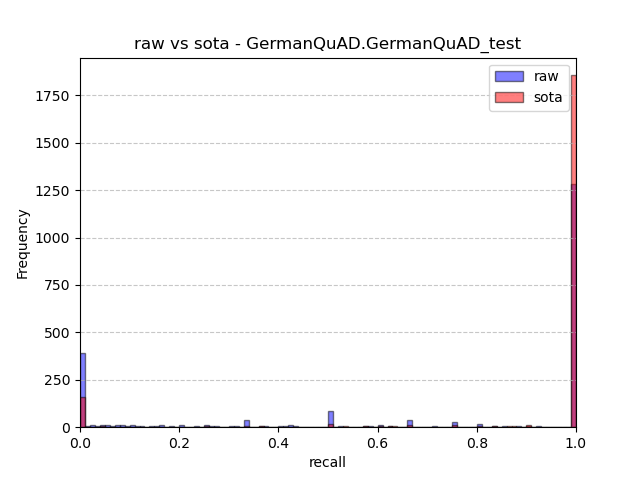 raw vs sota - GermanQuAD.GermanQuAD_test
raw
sota
1750
1500
1250
1000
750
500
250
0
Frequency
0.0 0.2 0.4 0.6 0.8 1.0
recall